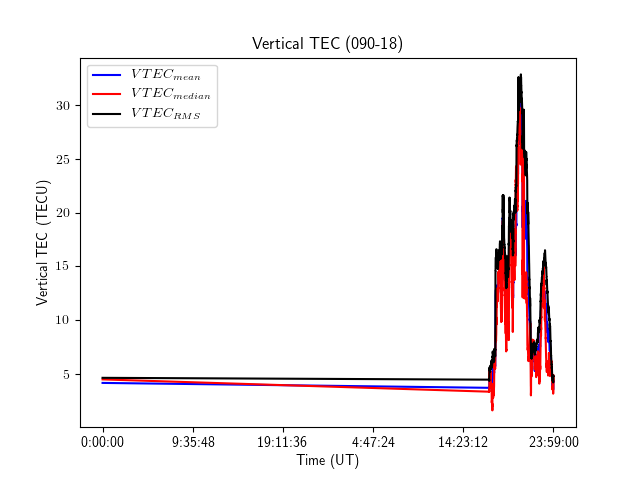 Vertical TEC (090-18)
VTEC_mean
VTEC_median
VTEC_RMS
Vertical TEC (TECU)
30
25
20
15
10
5
0:00:00 9:35:48 19:11:36 4:47:24 14:23:12 23:59:00
Time (UT)